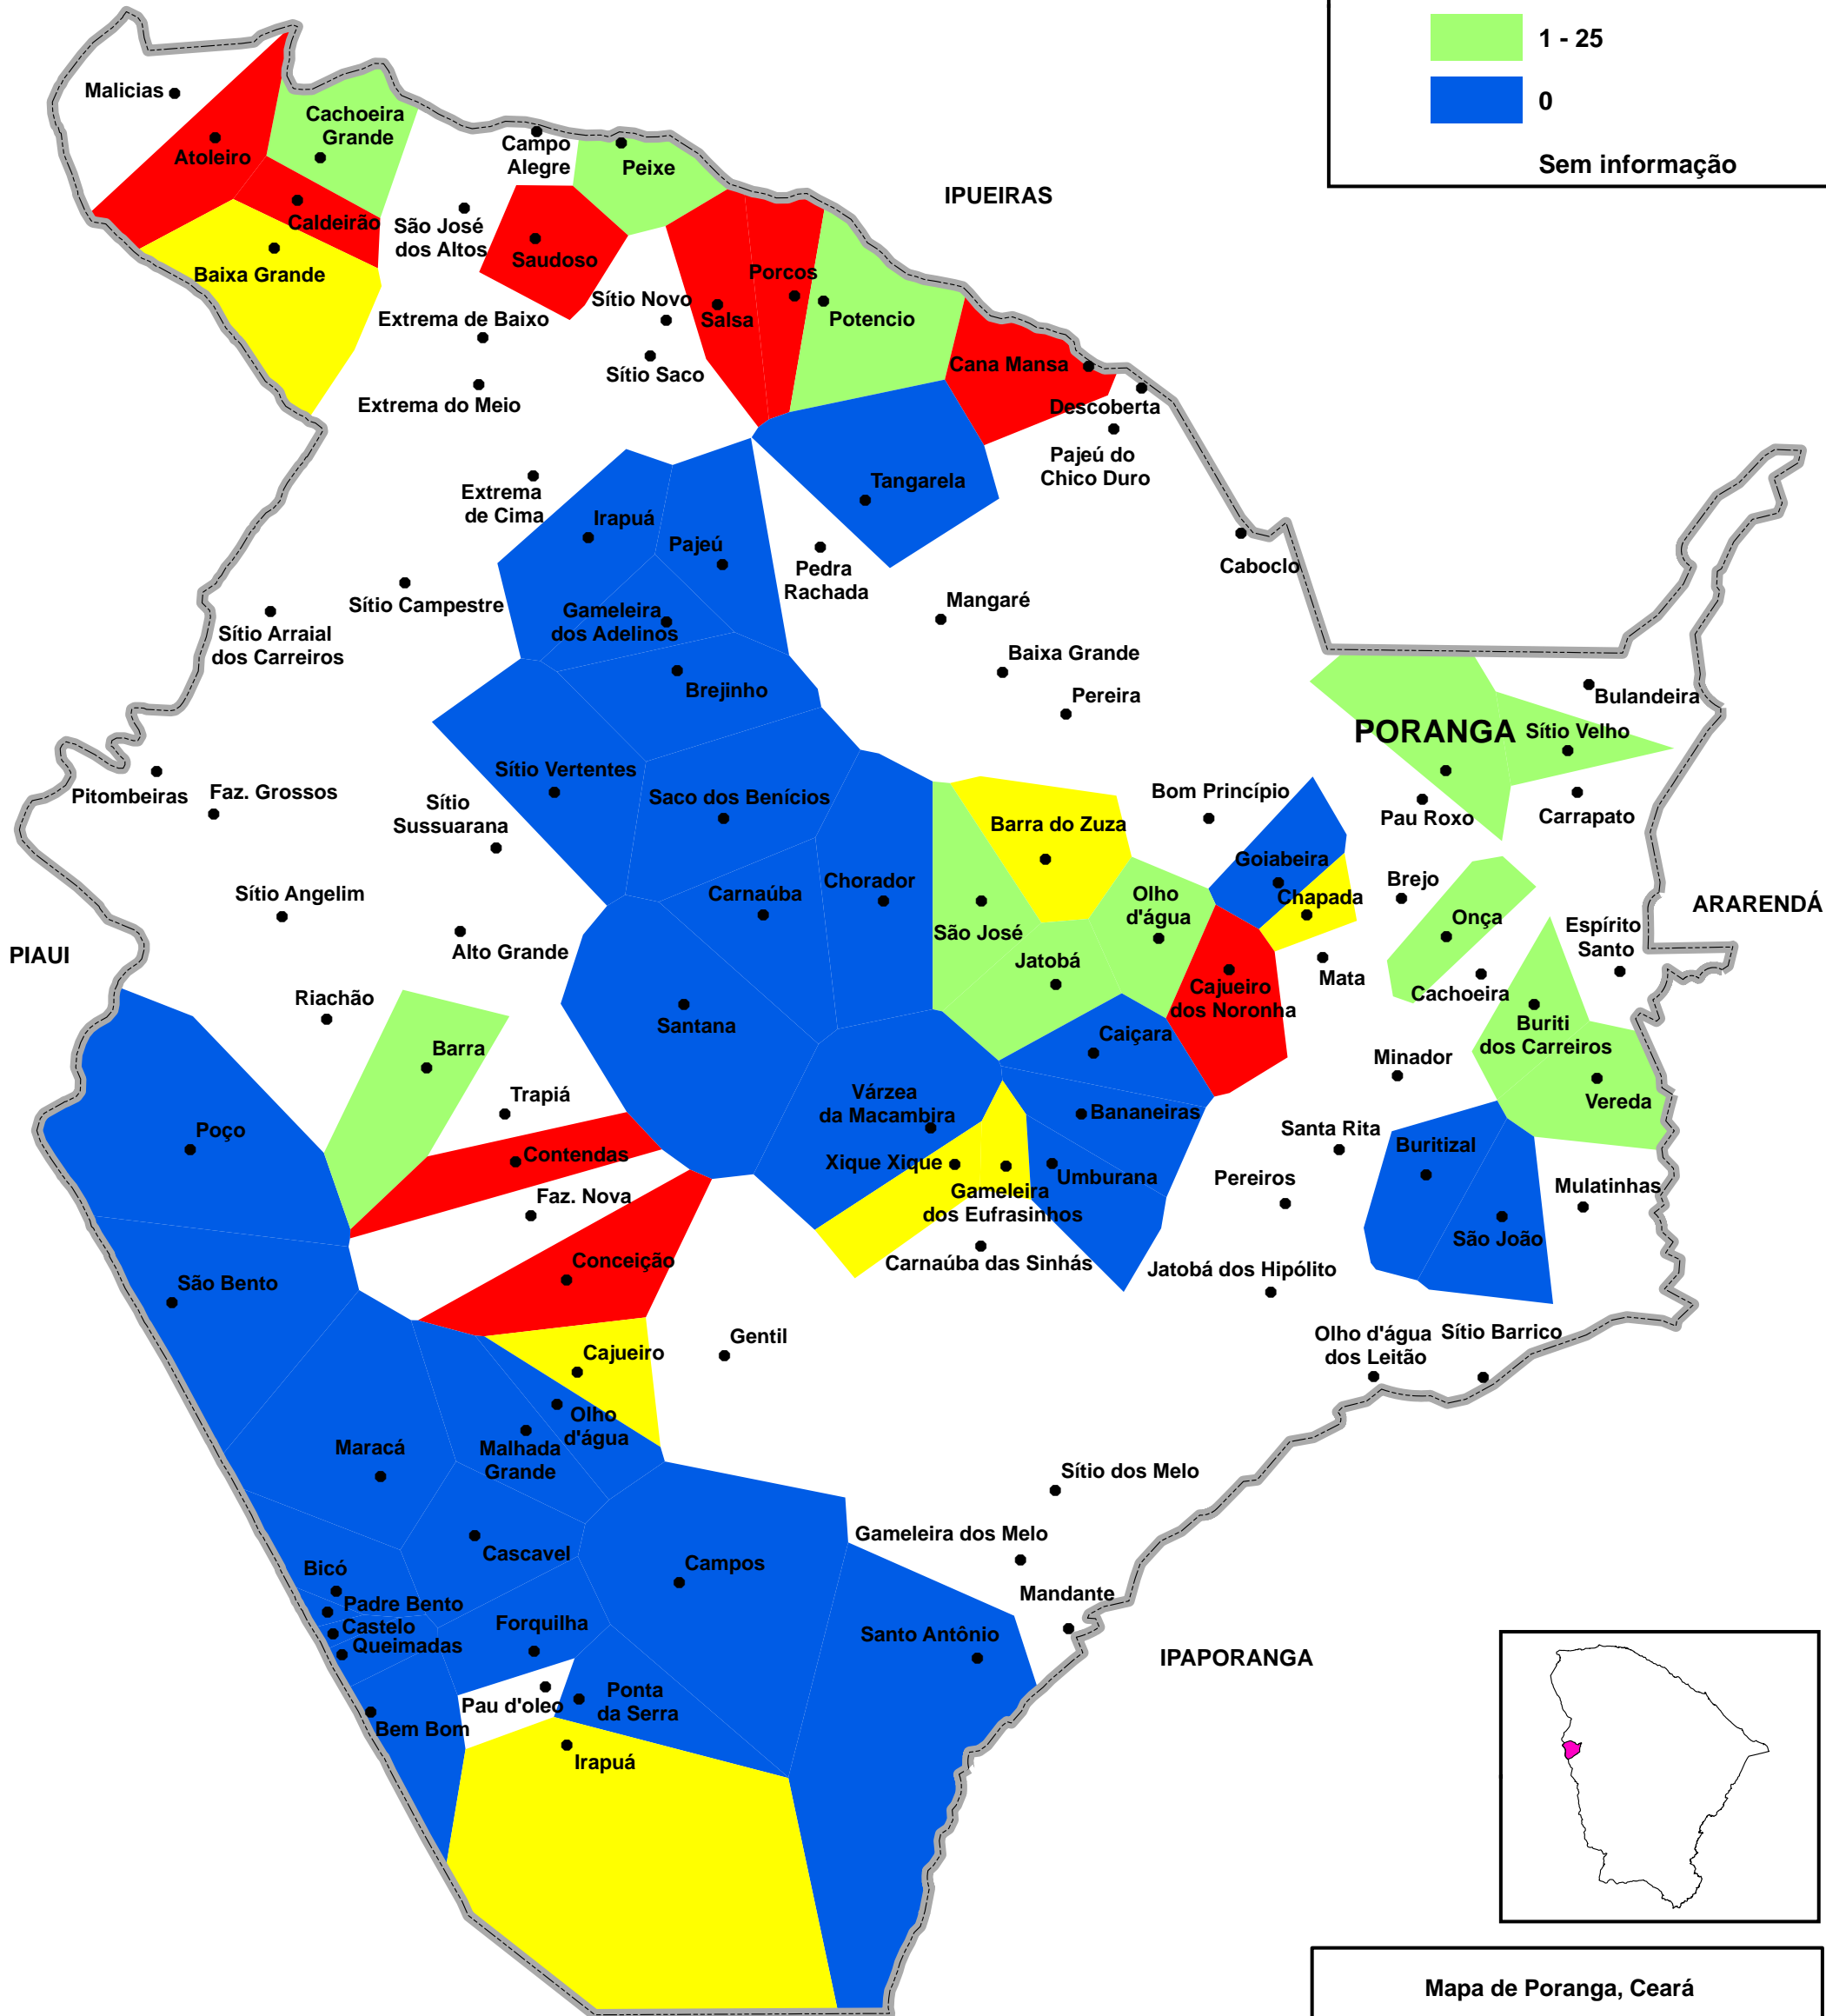 1 - 25
0
Sem informação
Malicias
Cachoeira
Grande
Atoleiro
Campo
Alegre
Peixe
IPUEIRAS
Caldeirão
São José
dos Altos
Saudoso
Baixa Grande
Porcos
Sítio Novo
Salsa
Potencio
Extrema de Baixo
Sítio Saco
Cana Mansa
Extrema do Meio
Descoberta
Pajeú do
Chico Duro
Tangarela
Extrema
de Cima
Irapuá
Pajeú
Pedra
Rachada
Caboclo
Sítio Campestre
Mangaré
Gameleira
dos Adelinos
Sítio Arraial
dos Carreiros
Baixa Grande
Brejinho
Pereira
Bulandeira
PORANGA
Sítio Velho
Sítio Vertentes
Saco dos Benícios
Pitombeiras
Faz. Grossos
Sítio
Sussuarana
Bom Princípio
Pau Roxo
Carrapato
Barra do Zuza
Goiabeira
Chorador
Carnaúba
Olho
d'água
Chapada
Brejo
Sítio Angelim
ARARENDÁ
Onça
Espírito
Santo
São José
PIAUI
Alto Grande
Jatobá
Mata
Cajueiro
dos Noronha
Cachoeira
Riachão
Santana
Buriti
dos Carreiros
Caiçara
Barra
Minador
Várzea
da Macambira
Trapiá
Bananeiras
Vereda
Poço
Santa Rita
Buritizal
Contendas
Xique Xique
Umburana
Pereiros
Mulatinhas
Gameleira
dos Eufrasinhos
Faz. Nova
São João
Conceição
Carnaúba das Sinhás
Jatobá dos Hipólito
São Bento
Gentil
Olho d'água
dos Leitão
Sítio Barrico
Cajueiro
Olho
d'água
Maracá
Malhada
Grande
Sítio dos Melo
Gameleira dos Melo
Cascavel
Campos
Bicó
Mandante
Padre Bento
Castelo
Forquilha
Santo Antônio
Queimadas
IPAPORANGA
Ponta
da Serra
Pau d'oleo
Bem Bom
Irapuá
Mapa de Poranga, Ceará